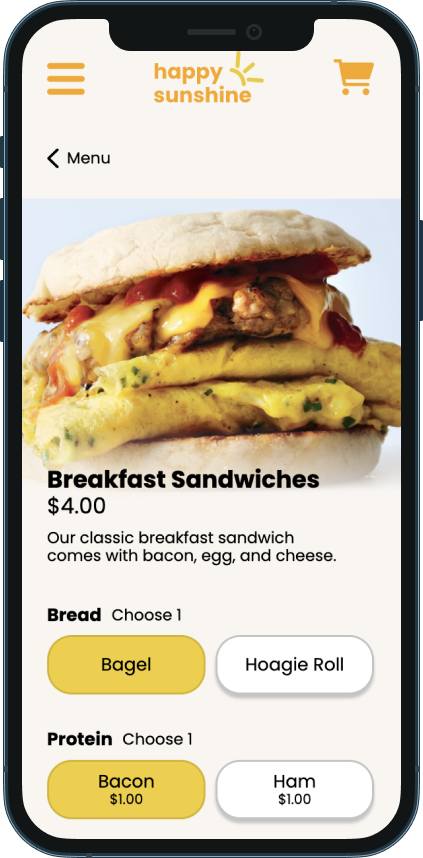 happy
sunshine
Menu
Breakfast Sandwiches
$4.00
Our classic breakfast sandwich
comes with bacon, egg, and cheese.
Bread Choose 1
Bagel
Hoagie Roll
Protein Choose 1
Bacon
$1.00
Ham
$1.00